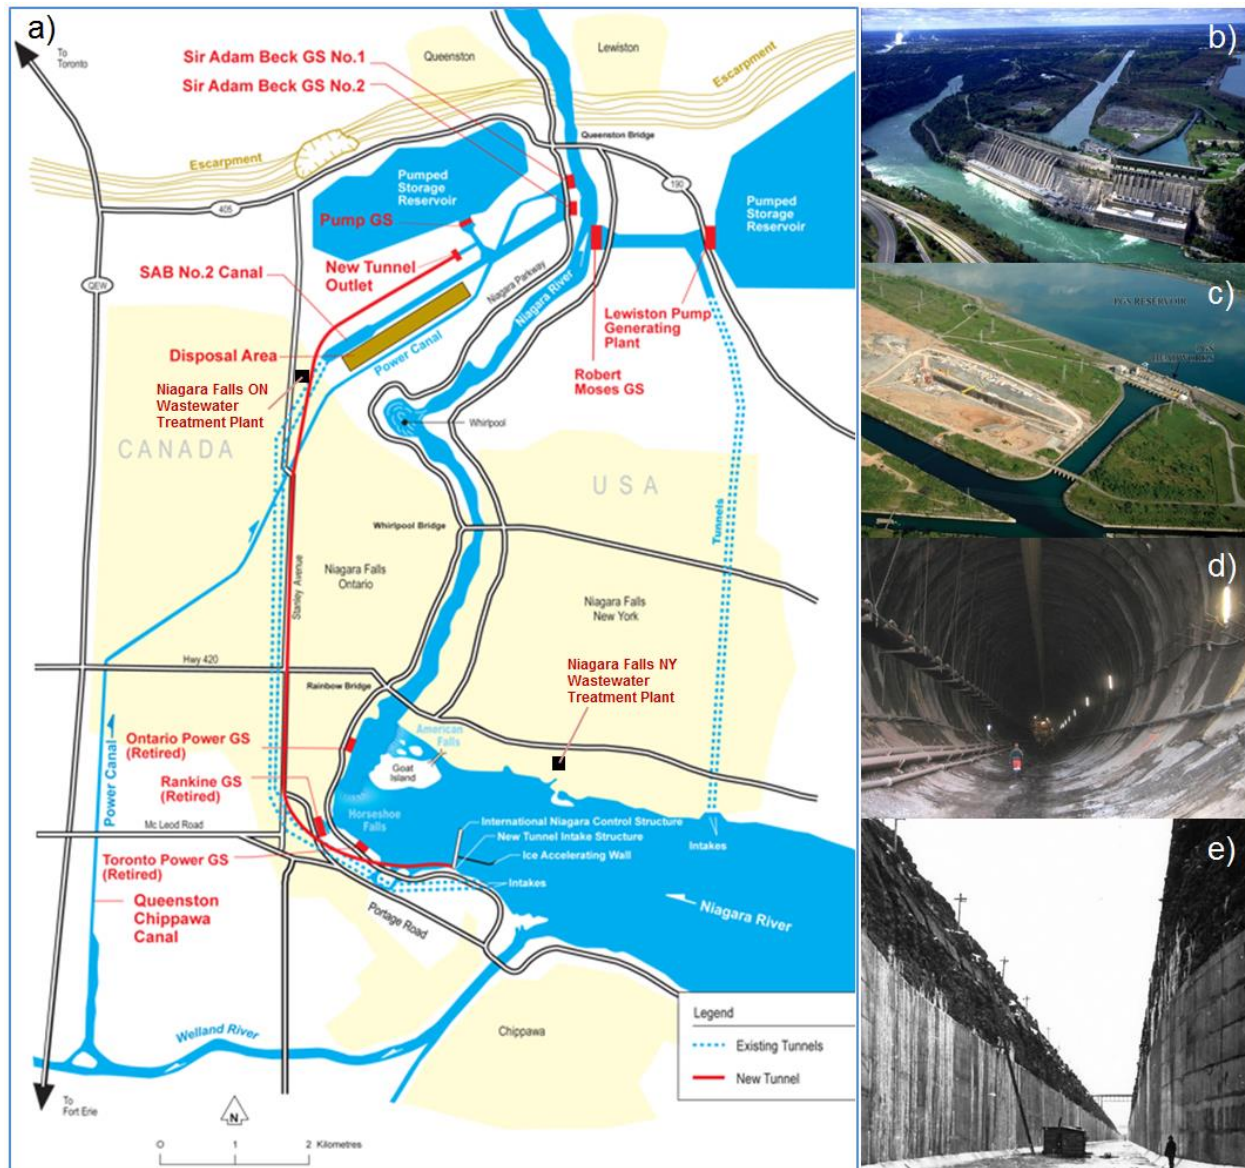 a)
To
Toronto
Sir Adam Beck GS No.1
Sir Adam Beck GS No.2
Queenston
Lewiston
Escarpment
Queenston Bridge
Escarpment
405
190
Pumped
Storage
Reservoir
Pumped
Storage
Reservoir
Pump GS
New Tunnel
Outlet
QEW
SAB No.2 Canal
Niagara Parkway
Niagara River
Lewiston Pump
Generating
Plant
Disposal Area
Power Canal
Robert
Moses GS
Niagara Falls ON
Wastewater
Treatment Plant
Whirlpool
CANADA
USA
Tunnels
Whirlpool Bridge
Niagara Falls
Ontario
Stanley Avenue
Niagara Falls
New York
Hwy 420
Rainbow Bridge
Niagara Falls NY
Wastewater
Treatment Plant
Power Canal
Ontario Power GS
(Retired)
American
Falls
Goat
Island
Rankine GS
(Retired)
Horseshoe
Falls
Mc Leod Road
International Niagara Control Structure
New Tunnel Intake Structure
Ice Accelerating Wall
Intakes
Toronto Power GS
(Retired)
Intakes
Queenston
Chippawa
Canal
Portage Road
Niagara River
Welland River
Chippawa
Legend
Existing Tunnels
New Tunnel
To
Fort Erie
N
0 1 2 Kilometres
b)
c)
PGS RESERVOIR
PGS
HEADWORKS
d)
e)